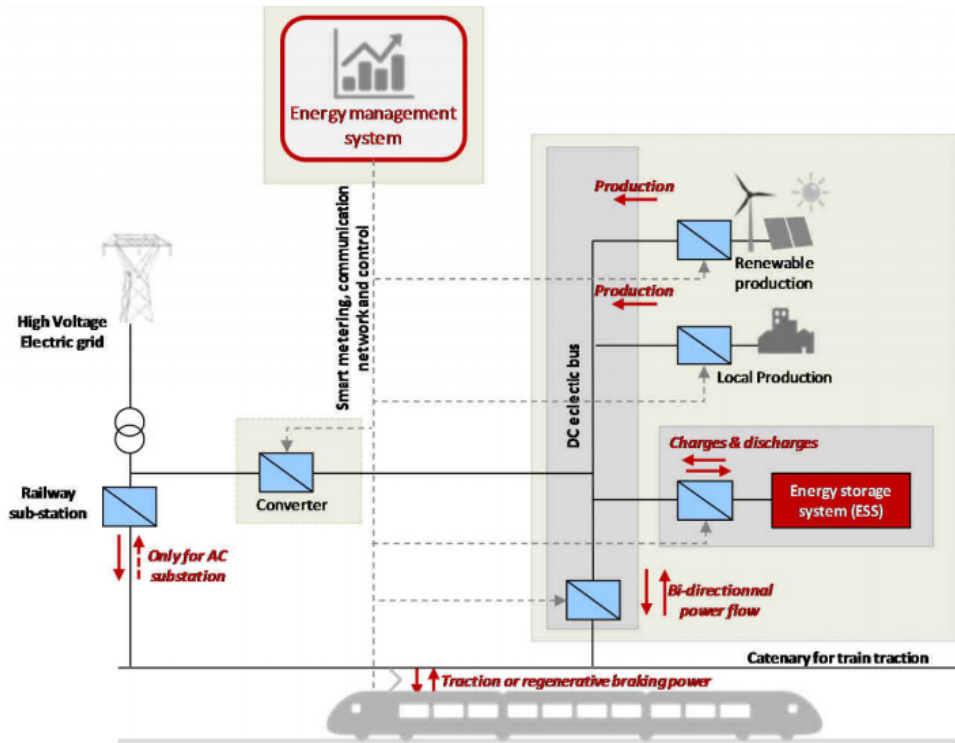 Energy management
system
Smart metering, communication
network and control
High Voltage
Electric grid
Railway
sub-station
Only for AC
substation
Converter
DC eclectic bus
Production
Renewable
production
Production
Local Production
Charges & discharges
Energy storage
system (ESS)
Bi-directionnal
power flow
Catenary for train traction
Traction or regenerative braking power